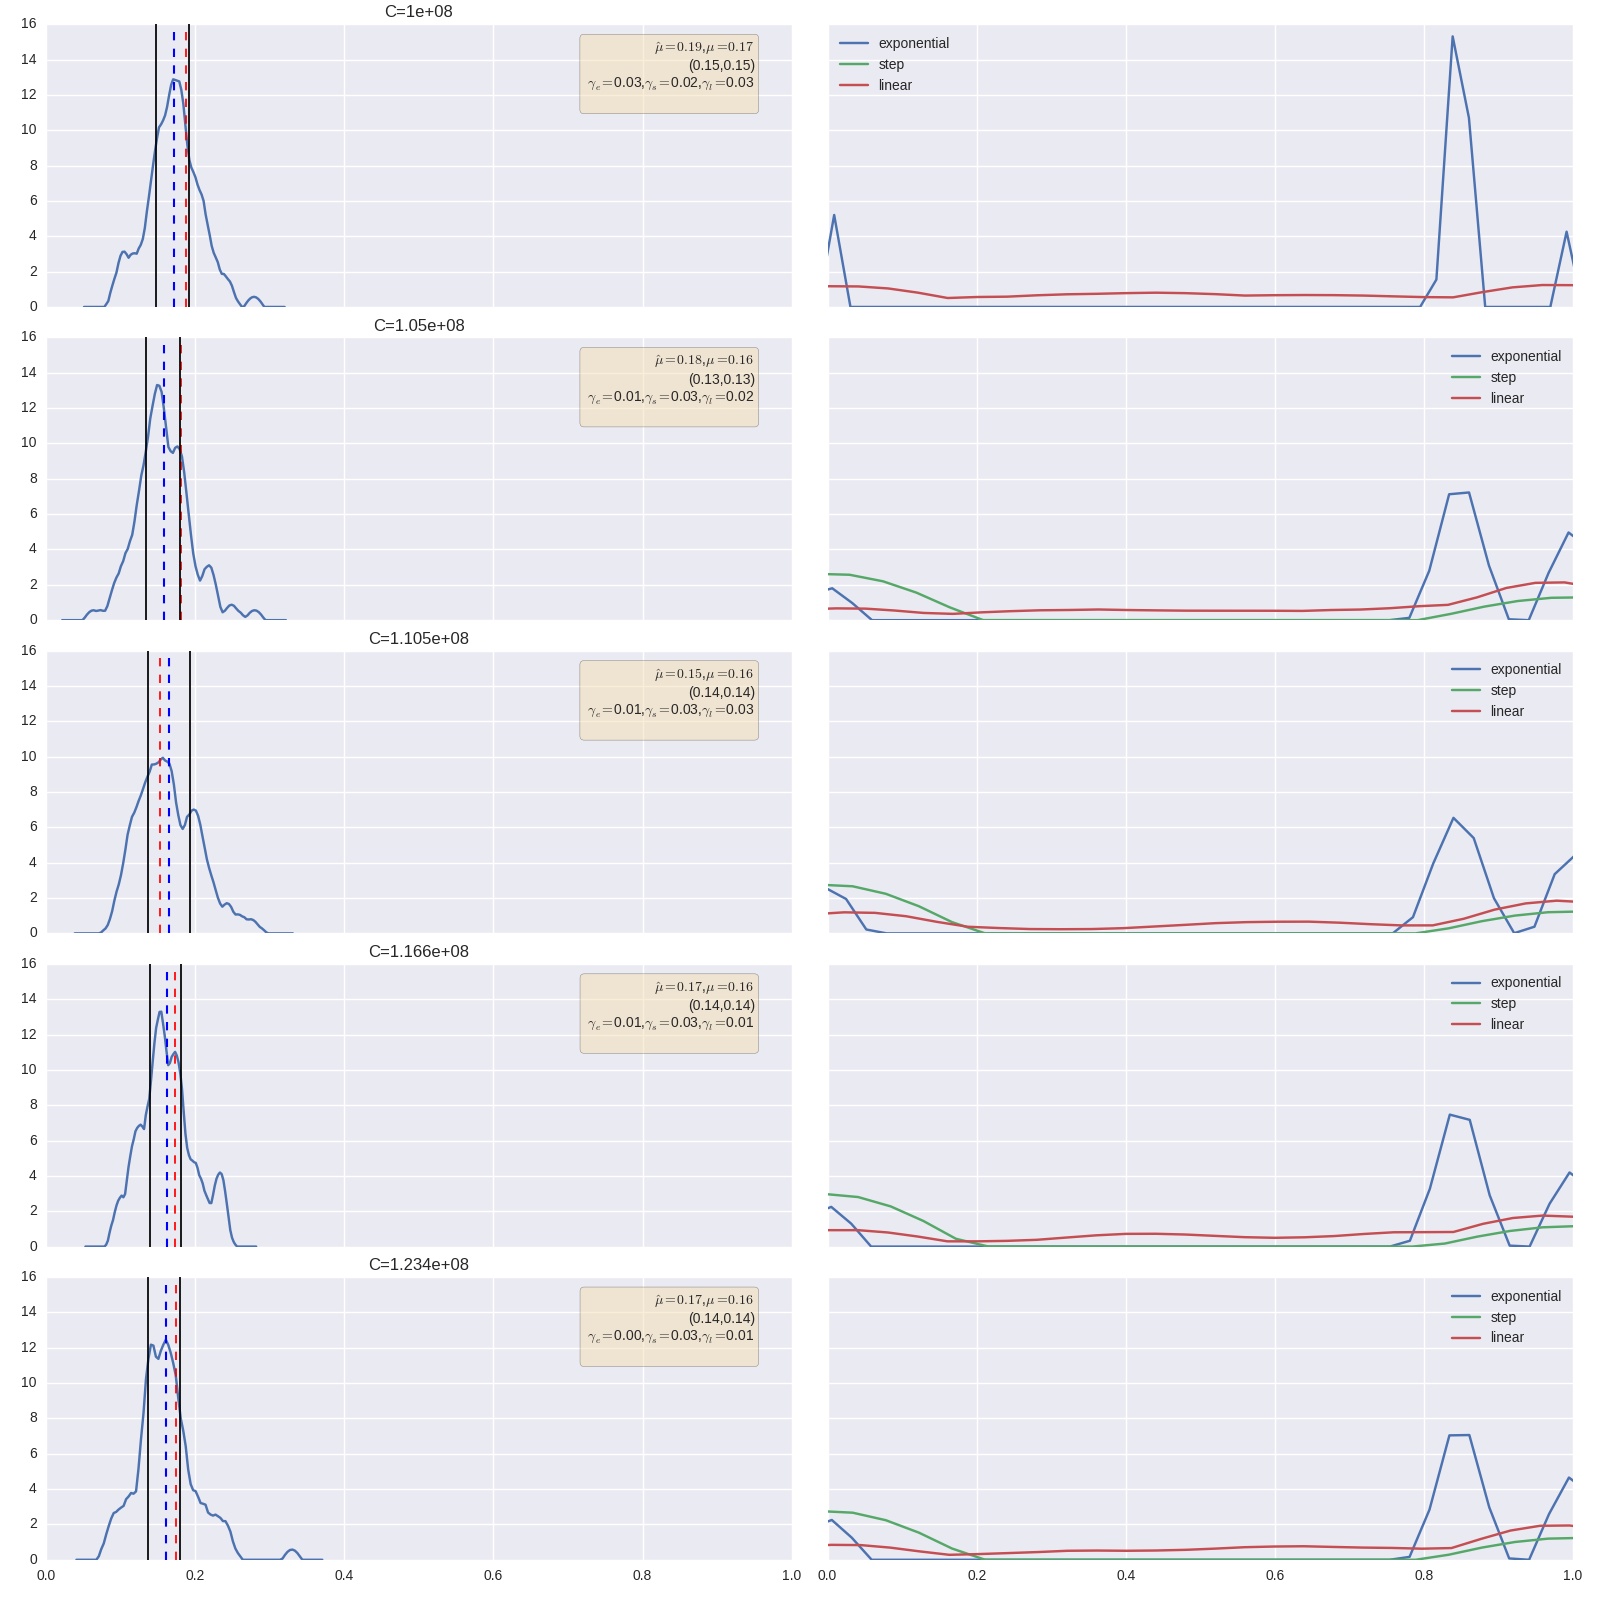 C=1e+08
16
14
12
10
8
6
4
2
0
μ̂=0.19,μ=0.17
(0.15,0.15)
γₑ=0.03,γₛ=0.02,γₗ=0.03
exponential
step
linear
C=1.05e+08
16
14
12
10
8
6
4
2
0
μ̂=0.18,μ=0.16
(0.13,0.13)
γₑ=0.01,γₛ=0.03,γₗ=0.02
exponential
step
linear
C=1.105e+08
16
14
12
10
8
6
4
2
0
μ̂=0.15,μ=0.16
(0.14,0.14)
γₑ=0.01,γₛ=0.03,γₗ=0.03
exponential
step
linear
C=1.166e+08
16
14
12
10
8
6
4
2
0
μ̂=0.17,μ=0.16
(0.14,0.14)
γₑ=0.01,γₛ=0.03,γₗ=0.01
exponential
step
linear
C=1.234e+08
16
14
12
10
8
6
4
2
0
μ̂=0.17,μ=0.16
(0.14,0.14)
γₑ=0.00,γₛ=0.03,γₗ=0.01
exponential
step
linear
0.0 0.2 0.4 0.6 0.8 1.0
0.0 0.2 0.4 0.6 0.8 1.0